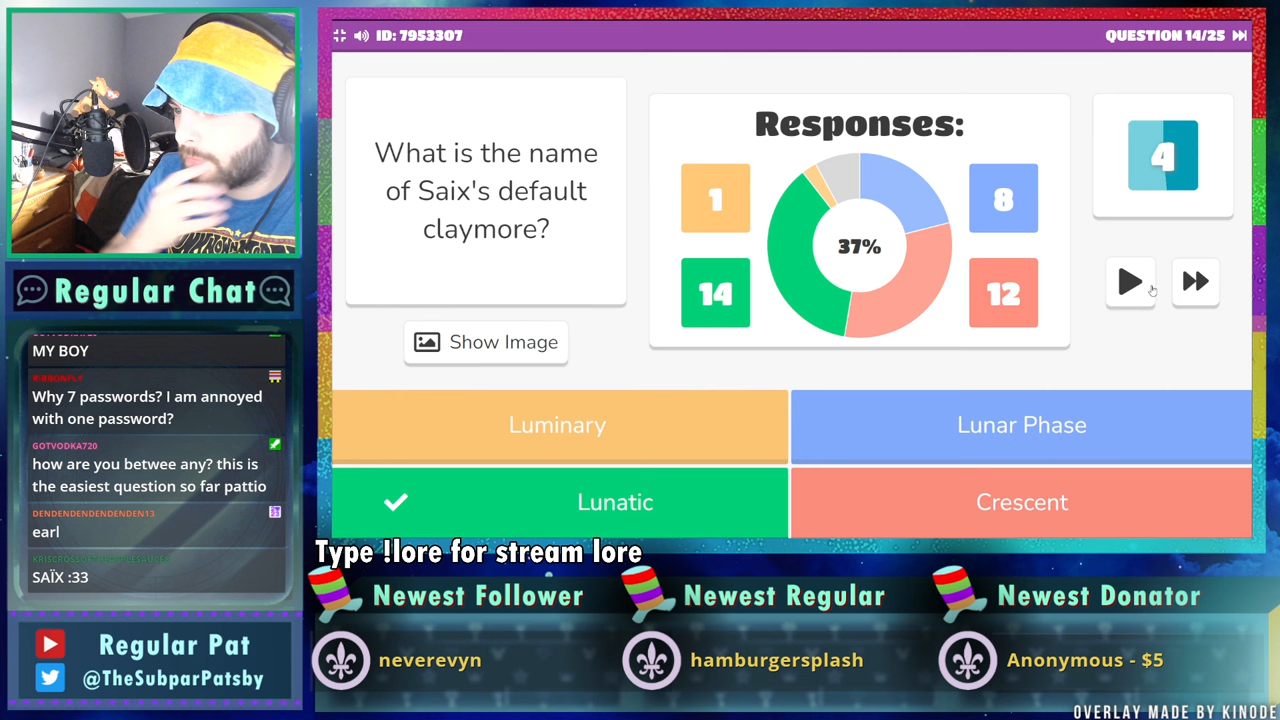 ID: 7953307
QUESTION 14/25
What is the name
of Saix's default
claymore?
Show Image
Responses:
1
8
37%
14
12
4
Luminary
Lunar Phase
Lunatic
Crescent
Type !lore for stream lore
Regular Chat
MY BOY
Why 7 passwords? I am annoyed
with one password?
GOTVODKA720
how are you betwee any? this is
the easiest question so far pattio
DENDENDENDENDENDEN13
earl
SAÏX :33
Regular Pat
@TheSubparPatsby
Newest Follower
Newest Regular
Newest Donator
neverevyn
hamburgersplash
Anonymous - $5
OVERLAY MADE BY KINODE